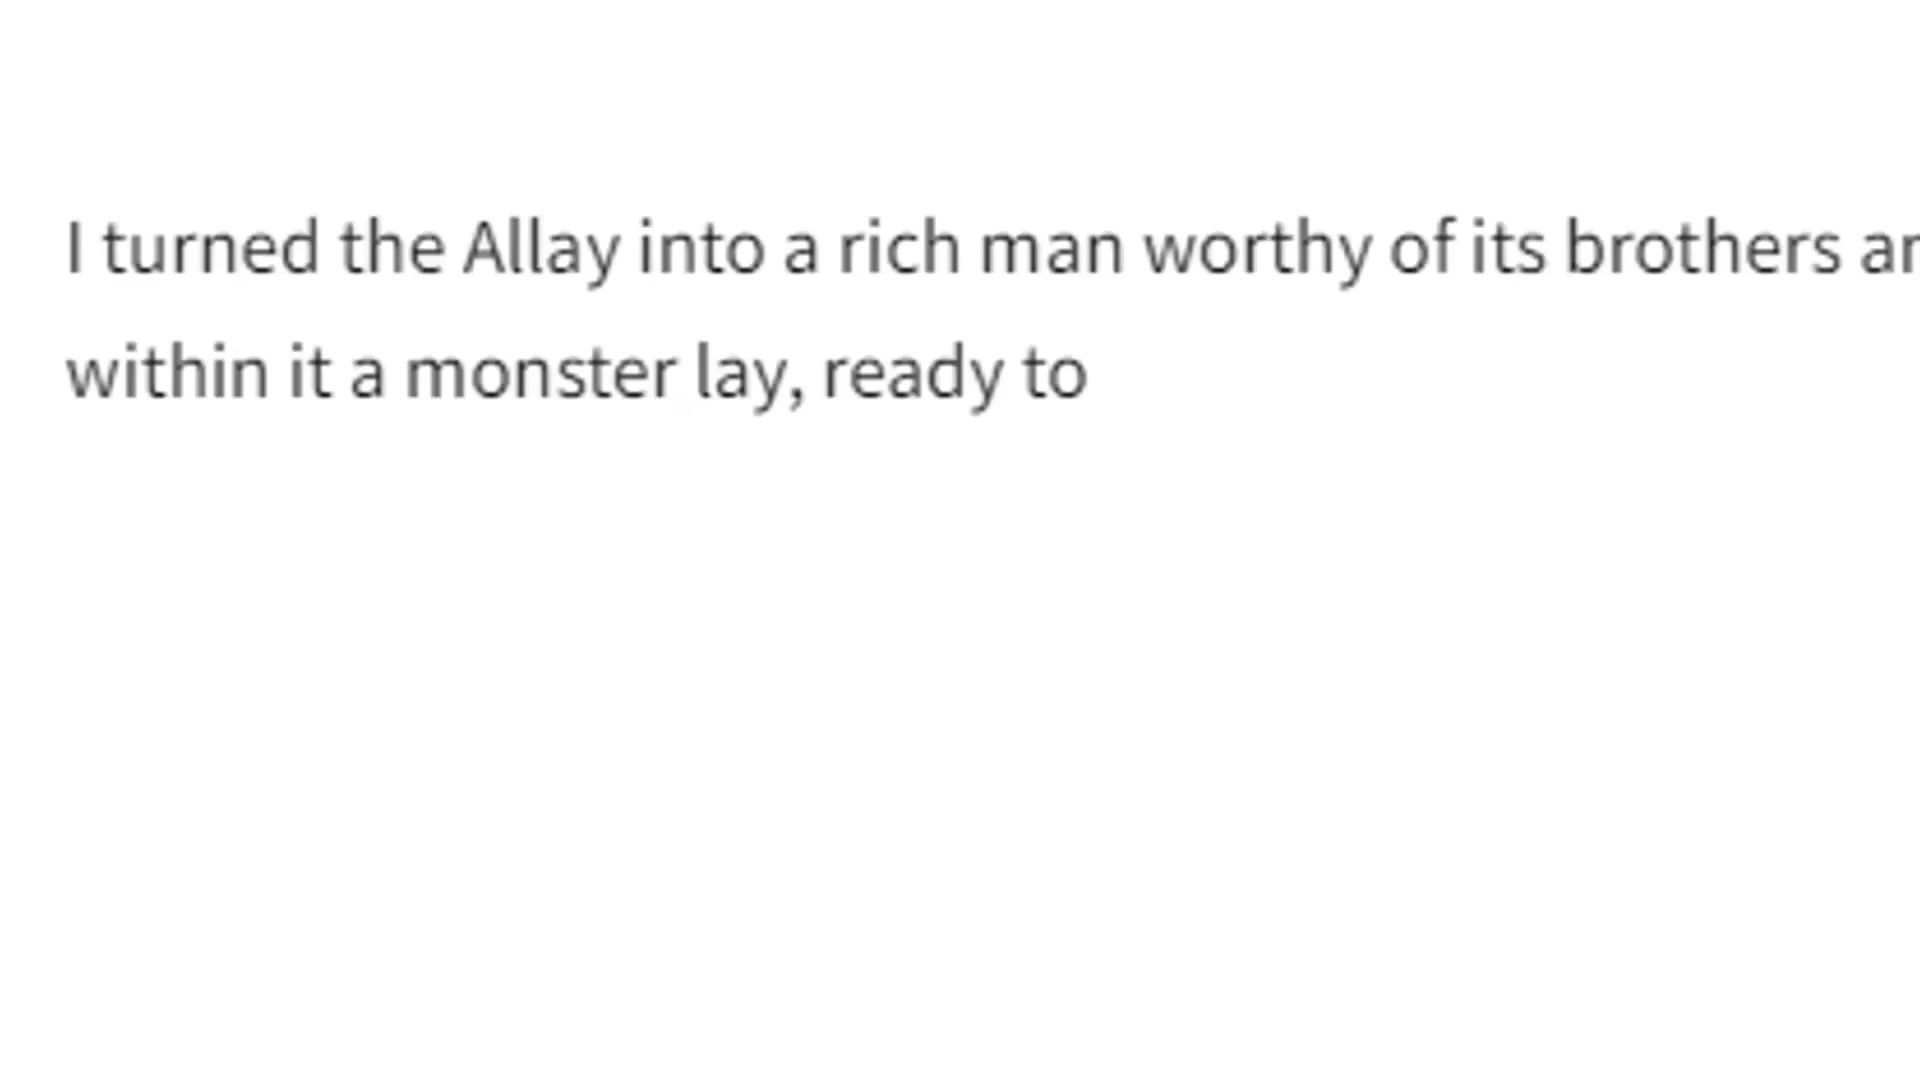 I turned the Allay into a rich man worthy of its brothers
within it a monster lay, ready to